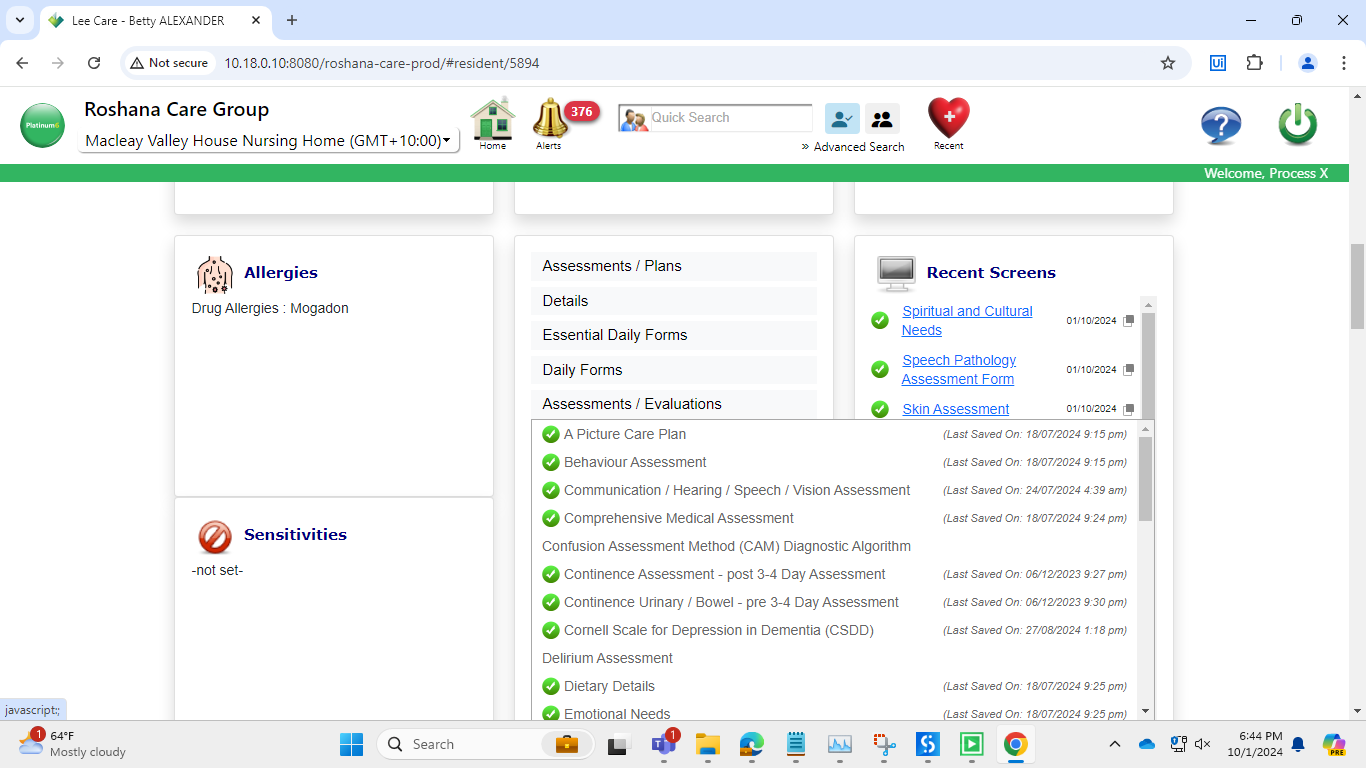 Lee Care - Betty ALEXANDER
Not secure
10.18.0.10:8080/roshana-care-prod/#resident/5894
Platinum6
Roshana Care Group
Macleay Valley House Nursing Home (GMT+10:00)
Home
376
Alerts
Quick Search
» Advanced Search
Recent
Welcome, Process X
Allergies
Drug Allergies : Mogadon
Sensitivities
-not set-
Assessments / Plans
Details
Essential Daily Forms
Daily Forms
Assessments / Evaluations
Recent Screens
Spiritual and Cultural
Needs
01/10/2024
Speech Pathology
Assessment Form
01/10/2024
Skin Assessment
01/10/2024
A Picture Care Plan (Last Saved On: 18/07/2024 9:15 pm)
Behaviour Assessment (Last Saved On: 18/07/2024 9:15 pm)
Communication / Hearing / Speech / Vision Assessment (Last Saved On: 24/07/2024 4:39 am)
Comprehensive Medical Assessment (Last Saved On: 18/07/2024 9:24 pm)
Confusion Assessment Method (CAM) Diagnostic Algorithm
Continence Assessment - post 3-4 Day Assessment (Last Saved On: 06/12/2023 9:27 pm)
Continence Urinary / Bowel - pre 3-4 Day Assessment (Last Saved On: 06/12/2023 9:30 pm)
Cornell Scale for Depression in Dementia (CSDD) (Last Saved On: 27/08/2024 1:18 pm)
Delirium Assessment
Dietary Details (Last Saved On: 18/07/2024 9:25 pm)
Emotional Needs (Last Saved On: 18/07/2024 9:25 pm)
javascript:;
1
64°F
Mostly cloudy
Search
1
PRE
6:44 PM
10/1/2024